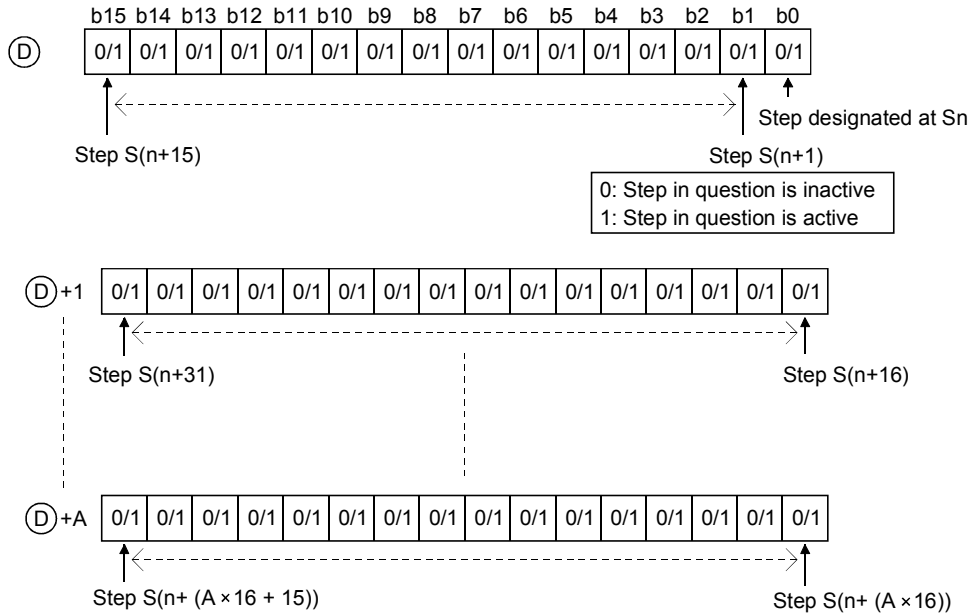 b15 b14 b13 b12 b11 b10 b9 b8 b7 b6 b5 b4 b3 b2 b1 b0
D 0/1 0/1 0/1 0/1 0/1 0/1 0/1 0/1 0/1 0/1 0/1 0/1 0/1 0/1 0/1 0/1
Step designated at Sn
Step S(n+15) Step S(n+1)
0: Step in question is inactive
1: Step in question is active
D +1 0/1 0/1 0/1 0/1 0/1 0/1 0/1 0/1 0/1 0/1 0/1 0/1 0/1 0/1 0/1 0/1
Step S(n+31) Step S(n+16)
D +A 0/1 0/1 0/1 0/1 0/1 0/1 0/1 0/1 0/1 0/1 0/1 0/1 0/1 0/1 0/1 0/1
Step S(n+ (A × 16 + 15)) Step S(n+ (A × 16))